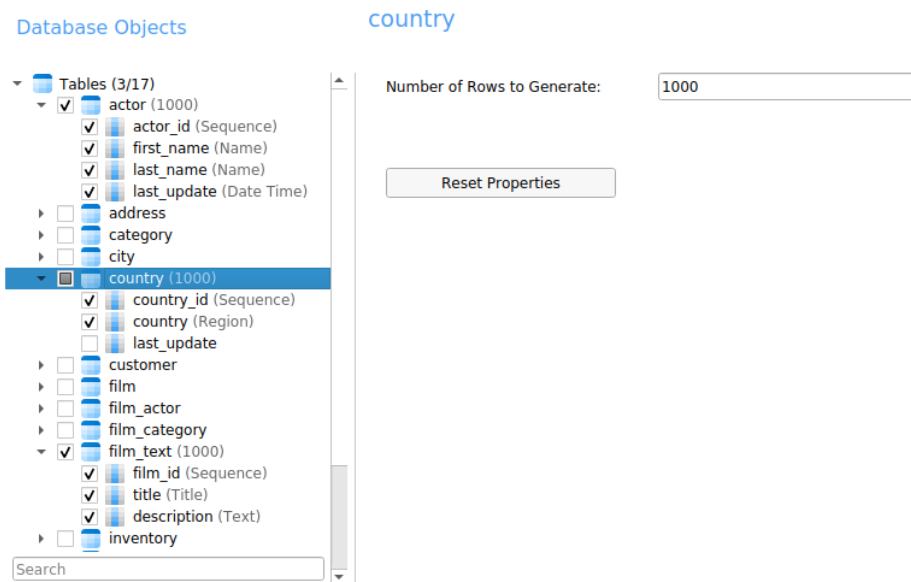 Database Objects
country
Tables (3/17)
actor (1000)
actor_id (Sequence)
first_name (Name)
last_name (Name)
last_update (Date Time)
address
category
city
country (1000)
country_id (Sequence)
country (Region)
last_update
customer
film
film_actor
film_category
film_text (1000)
film_id (Sequence)
title (Title)
description (Text)
inventory
Search
Number of Rows to Generate:
1000
Reset Properties